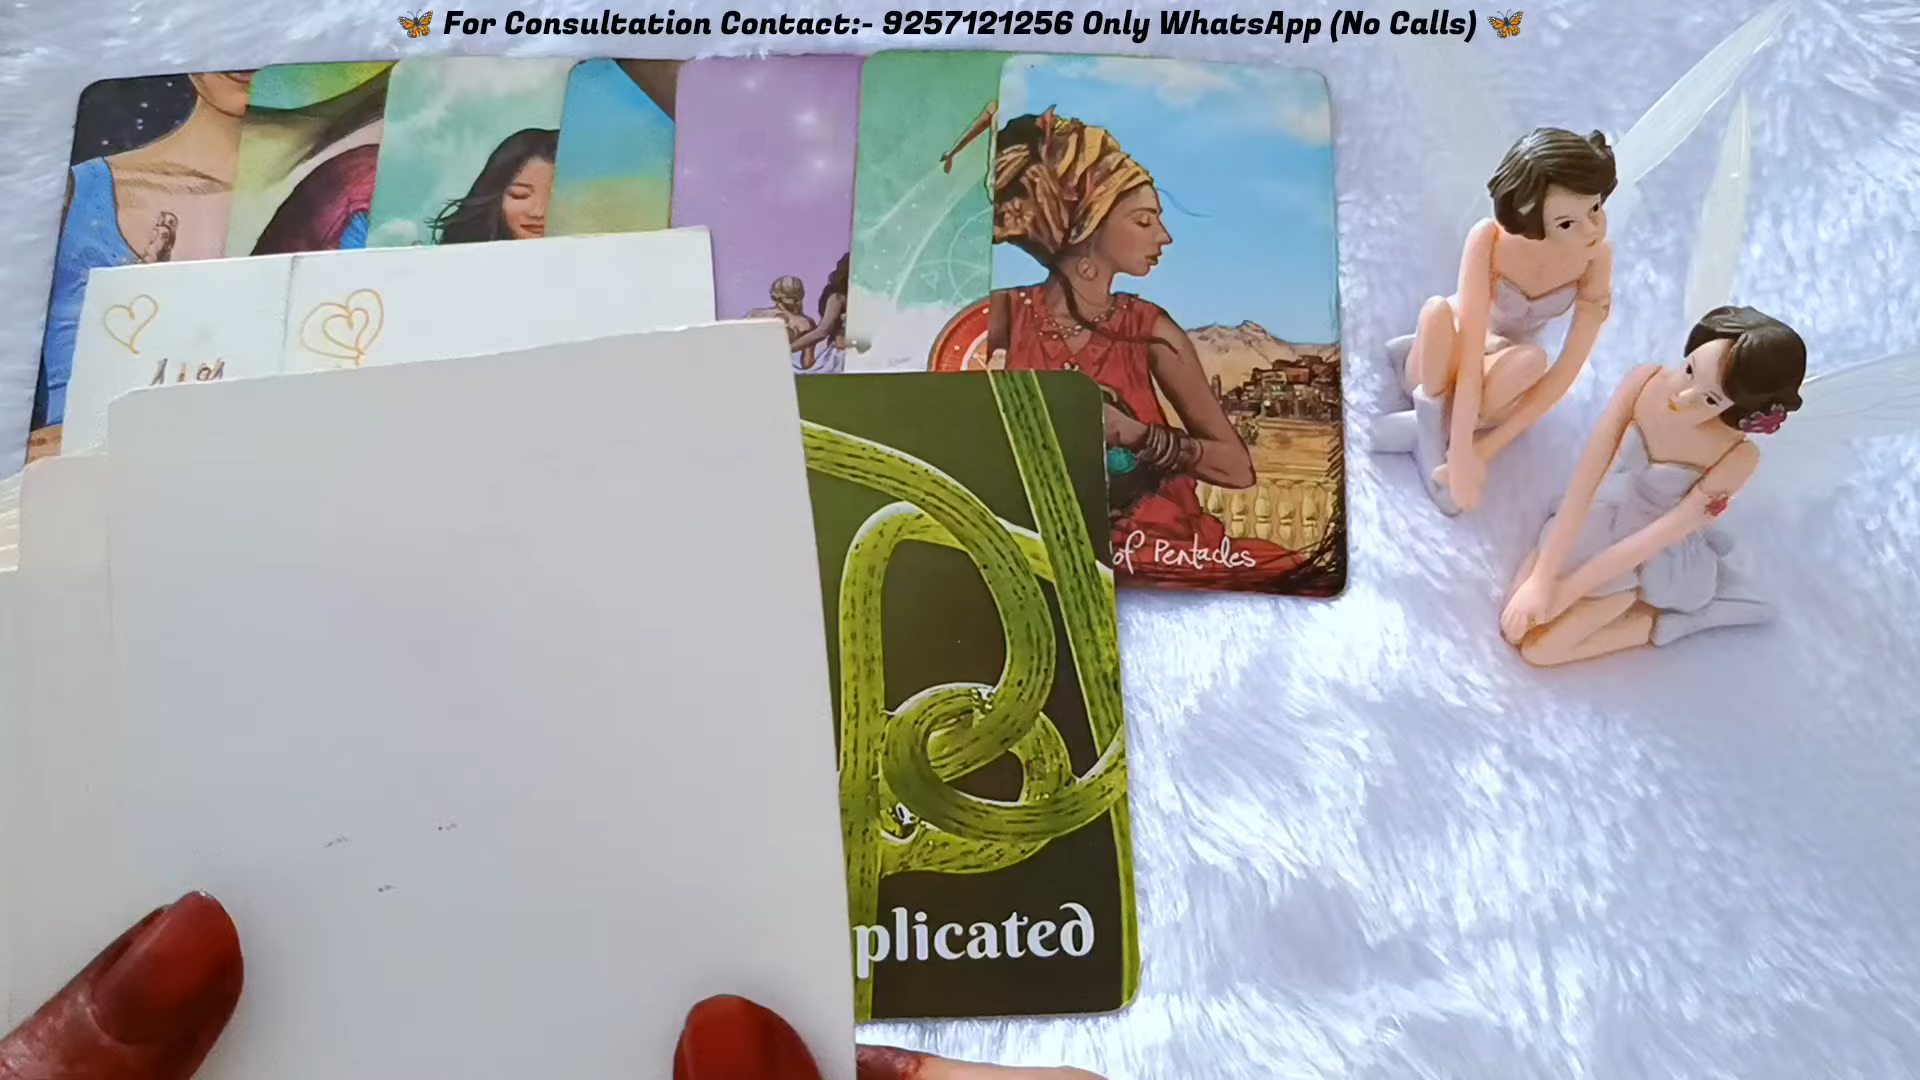 🦋 For Consultation Contact:- 9257121256 Only WhatsApp (No Calls) 🦋
of Pentacles
plicated